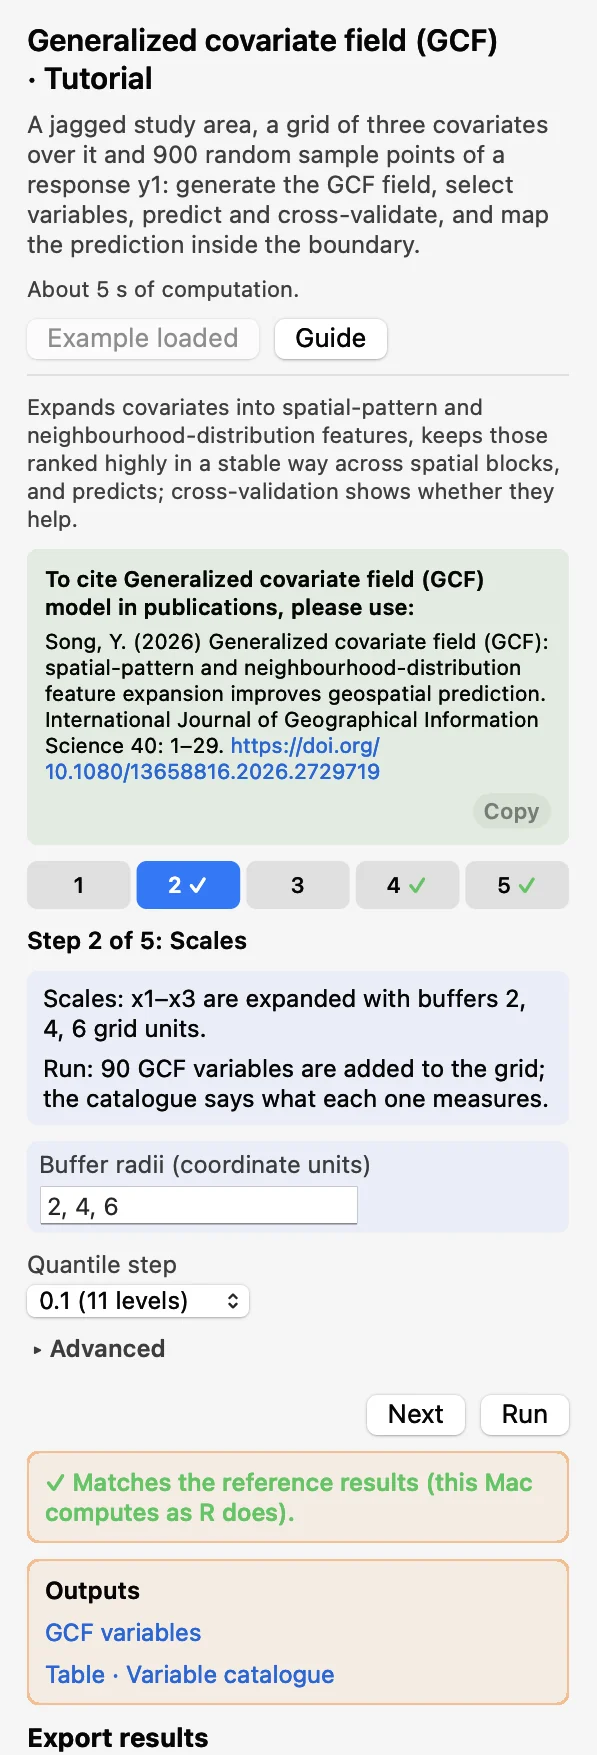 Generalized covariate field (GCF)
· Tutorial
A jagged study area, a grid of three covariates
over it and 900 random sample points of a
response y1: generate the GCF field, select
variables, predict and cross-validate, and map
the prediction inside the boundary.
About 5 s of computation.
Example loaded
Guide
Expands covariates into spatial-pattern and
neighbourhood-distribution features, keeps those
ranked highly in a stable way across spatial blocks,
and predicts; cross-validation shows whether they
help.
To cite Generalized covariate field (GCF)
model in publications, please use:
Song, Y. (2026) Generalized covariate field (GCF):
spatial-pattern and neighbourhood-distribution
feature expansion improves geospatial prediction.
International Journal of Geographical Information
Science 40: 1–29. https://doi.org/
10.1080/13658816.2026.2729719
Copy
1
2 ✓
3
4 ✓
5 ✓
Step 2 of 5: Scales
Scales: x1–x3 are expanded with buffers 2,
4, 6 grid units.
Run: 90 GCF variables are added to the grid;
the catalogue says what each one measures.
Buffer radii (coordinate units)
2, 4, 6
Quantile step
0.1 (11 levels)
▸ Advanced
Next
Run
✓ Matches the reference results (this Mac
computes as R does).
Outputs
GCF variables
Table · Variable catalogue
Export results